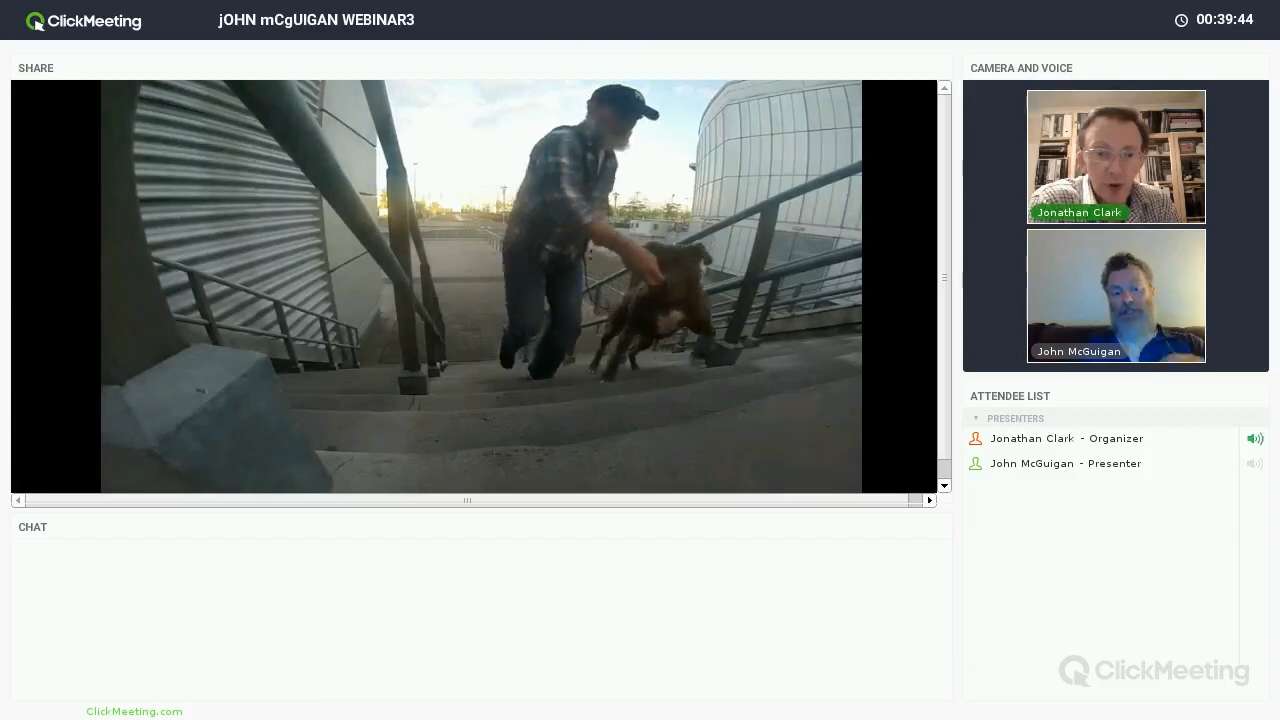 ClickMeeting
jOHN mCgUIGAN WEBINAR3
00:39:44
SHARE
CAMERA AND VOICE
Jonathan Clark
John McGuigan
ATTENDEE LIST
PRESENTERS
Jonathan Clark - Organizer
John McGuigan - Presenter
CHAT
ClickMeeting
ClickMeeting.com